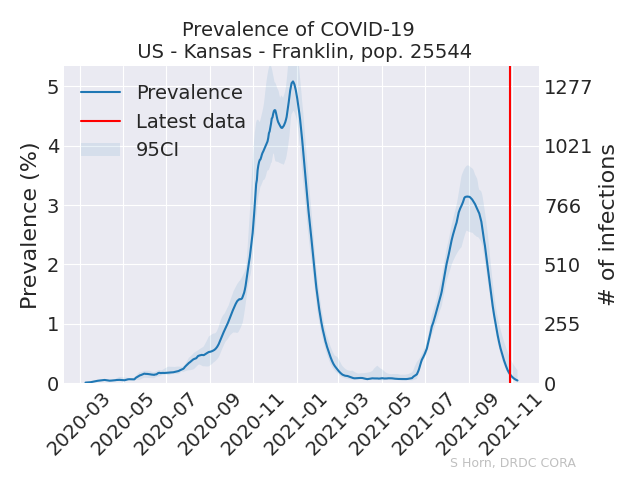 Prevalence of COVID-19
US - Kansas - Franklin, pop. 25544
Prevalence
Latest data
95CI
Prevalence (%)
5
4
3
2
1
0
1277
1021
766
510
255
0
# of infections
2020-03
2020-05
2020-07
2020-09
2020-11
2021-01
2021-03
2021-05
2021-07
2021-09
2021-11
S Horn, DRDC CORA